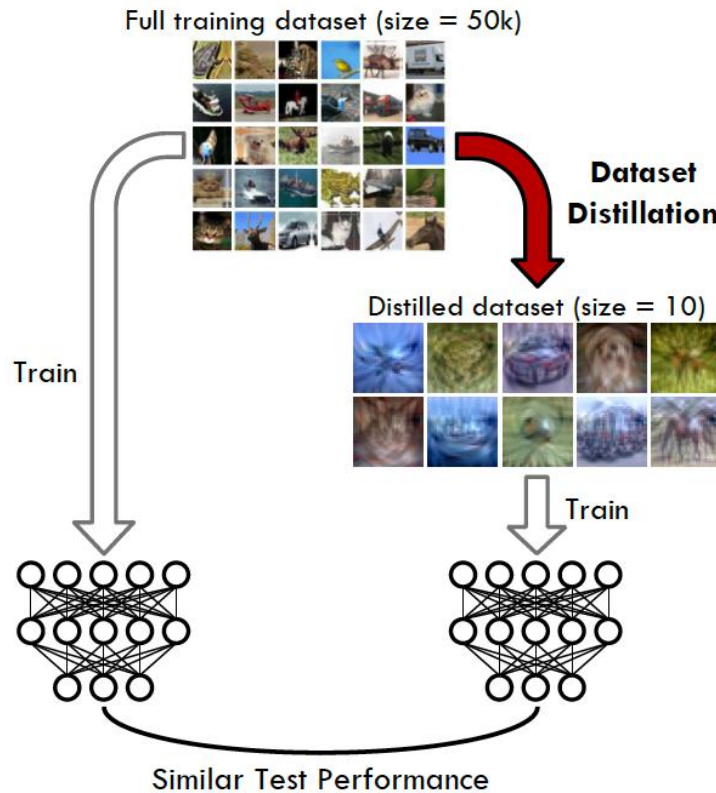 Full training dataset (size = 50k)
Dataset
Distillation
Distilled dataset (size = 10)
Train
Train
Similar Test Performance